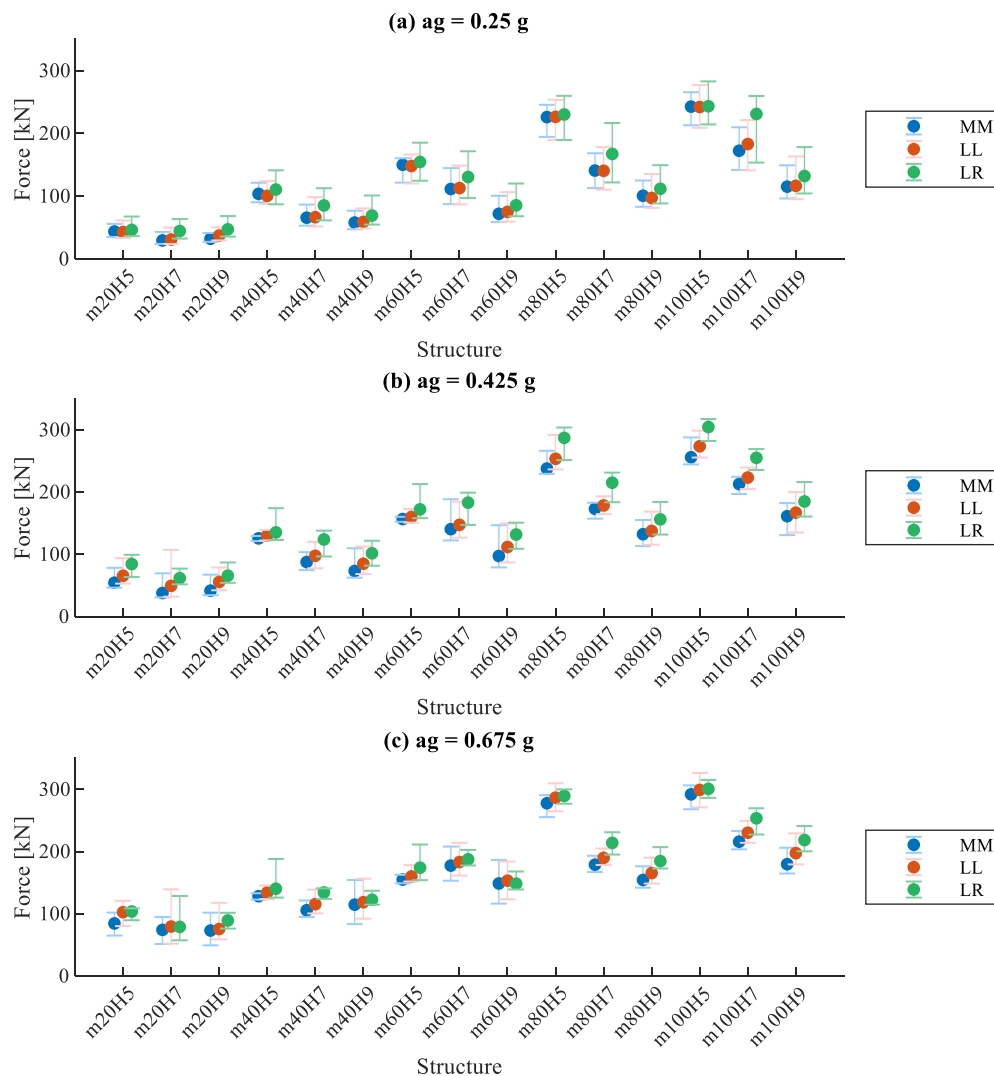 (a) ag = 0.25 g
Force [kN]
300
200
100
0
m20H5 m20H7 m20H9 m40H5 m40H7 m40H9 m60H5 m60H7 m60H9 m80H5 m80H7 m80H9 m100H5 m100H7 m100H9
Structure
MM
LL
LR
(b) ag = 0.425 g
Force [kN]
300
200
100
0
m20H5 m20H7 m20H9 m40H5 m40H7 m40H9 m60H5 m60H7 m60H9 m80H5 m80H7 m80H9 m100H5 m100H7 m100H9
Structure
MM
LL
LR
(c) ag = 0.675 g
Force [kN]
300
200
100
0
m20H5 m20H7 m20H9 m40H5 m40H7 m40H9 m60H5 m60H7 m60H9 m80H5 m80H7 m80H9 m100H5 m100H7 m100H9
Structure
MM
LL
LR